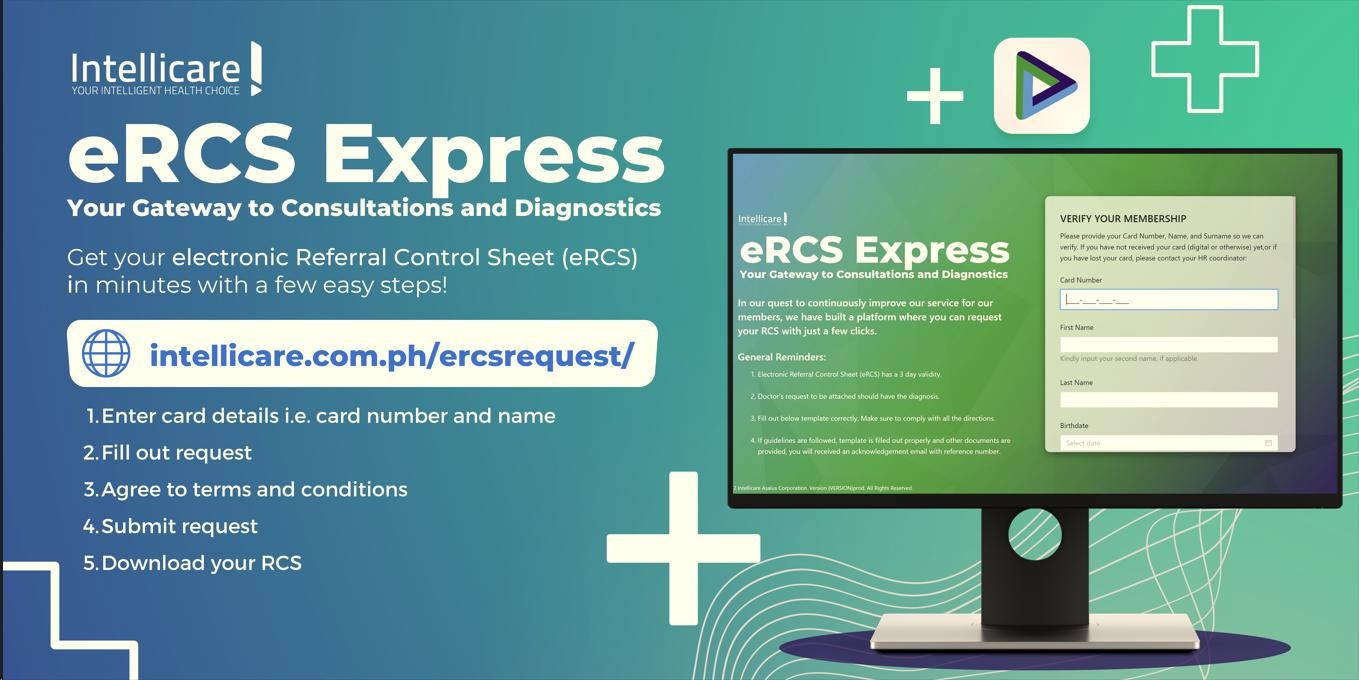 Intellicare
YOUR INTELLIGENT HEALTH CHOICE
eRCS Express
Your Gateway to Consultations and Diagnostics
Get your electronic Referral Control Sheet (eRCS)
in minutes with a few easy steps!
intellicare.com.ph/ercsrequest/
1.Enter card details i.e. card number and name
2.Fill out request
3.Agree to terms and conditions
4.Submit request
5.Download your RCS
Intellicare
eRCS Express
Your Gateway to Consultations and Diagnostics
In our quest to continuously improve our service for our
members, we have built a platform where you can request
your RCS with just a few clicks.
General Reminders:
1. Electronic Referral Control Sheet (eRCS) has a 3 day validity.
2. Doctor's request to be attached should have the diagnosis.
3. Fill out below template correctly. Make sure to comply with all the directions.
4. If guidelines are followed, template is filled out properly and other documents are
provided, you will received an acknowledgement email with reference number.
2 Intellicare Asalus Corporation. Version (VERSION)prod. All Rights Reserved.
VERIFY YOUR MEMBERSHIP
Please provide your Card Number, Name, and Surname so we can
verify. If you have not received your card (digital or otherwise) yet,or if
you have lost your card, please contact your HR coordinator:
Card Number
___-___-___-___
First Name
Kindly input your second name, if applicable.
Last Name
Birthdate
Select date